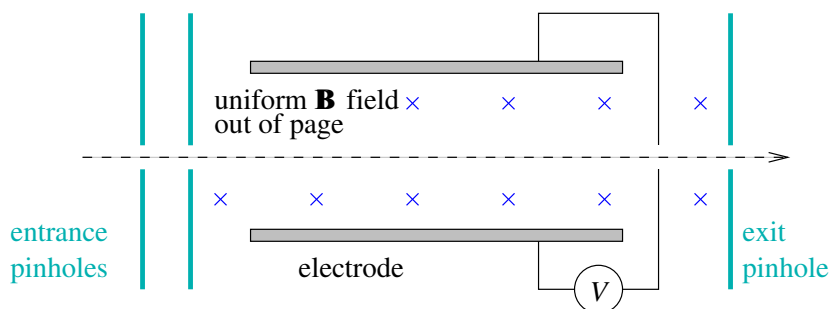 uniform B field
out of page
entrance
pinholes
exit
pinhole
electrode
V